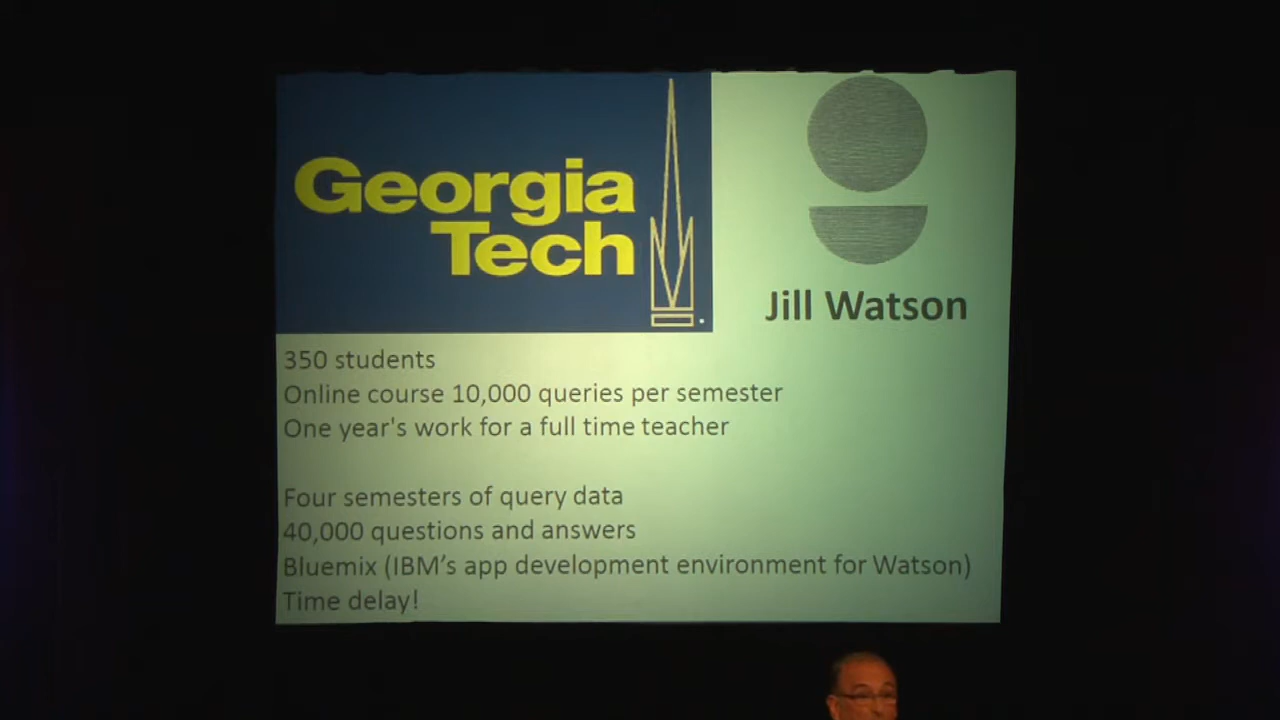 Georgia
Tech
Jill Watson
350 students
Online course 10,000 queries per semester
One year's work for a full time teacher
Four semesters of query data
40,000 questions and answers
Bluemix (IBM’s app development environment for Watson)
Time delay!